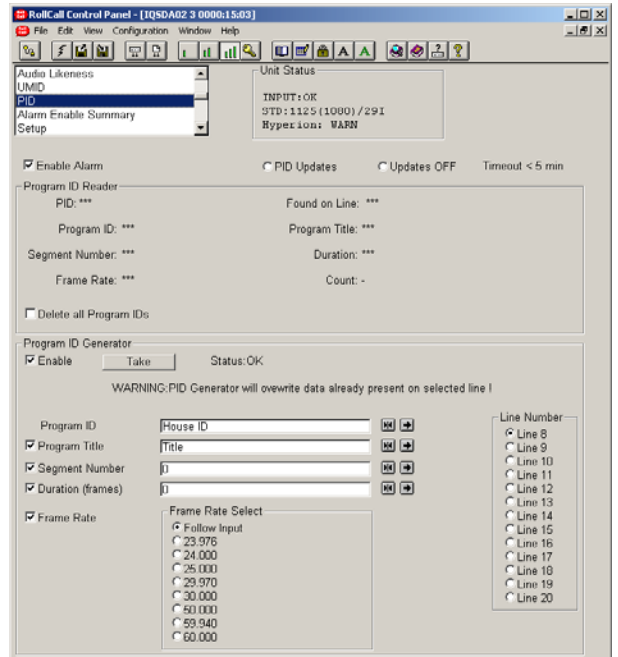 RollCall Control Panel - [IQSDA02 3 0000:15:03]
File Edit View Configuration Window Help
Audio Likeness
UMID
PID
Alarm Enable Summary
Setup
Unit Status
INPUT:OK
STD:1125(1080)/29I
Hyperion: WARN
Enable Alarm
PID Updates
Updates OFF
Timeout < 5 min
Program ID Reader
PID: ***
Found on Line: ***
Program ID: ***
Program Title: ***
Segment Number: ***
Duration: ***
Frame Rate: ***
Count: -
Delete all Program IDs
Program ID Generator
Enable
Take
Status:OK
WARNING:PID Generator will ovewrite data already present on selected line !
Program ID
House ID
Program Title
Title
Segment Number
0
Duration (frames)
0
Frame Rate
Frame Rate Select
Follow Input
23.976
24.000
25.000
29.970
30.000
50.000
59.940
60.000
Line Number
Line 8
Line 9
Line 10
Line 11
Line 12
Line 13
Line 14
Line 15
Line 16
Line 17
Line 18
Line 19
Line 20